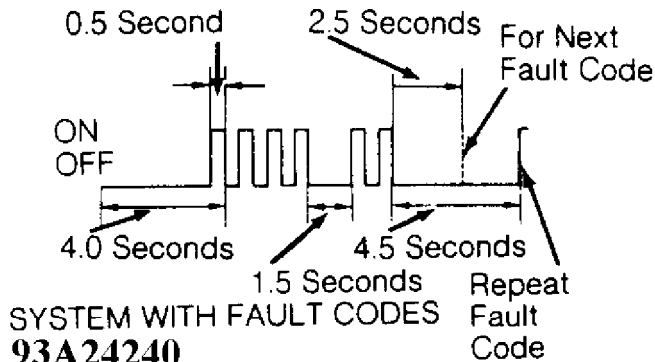 0.5 Second
2.5 Seconds
For Next
Fault Code
ON
OFF
4.0 Seconds
4.5 Seconds
1.5 Seconds
Repeat
Fault
Code
SYSTEM WITH FAULT CODES
93A24240